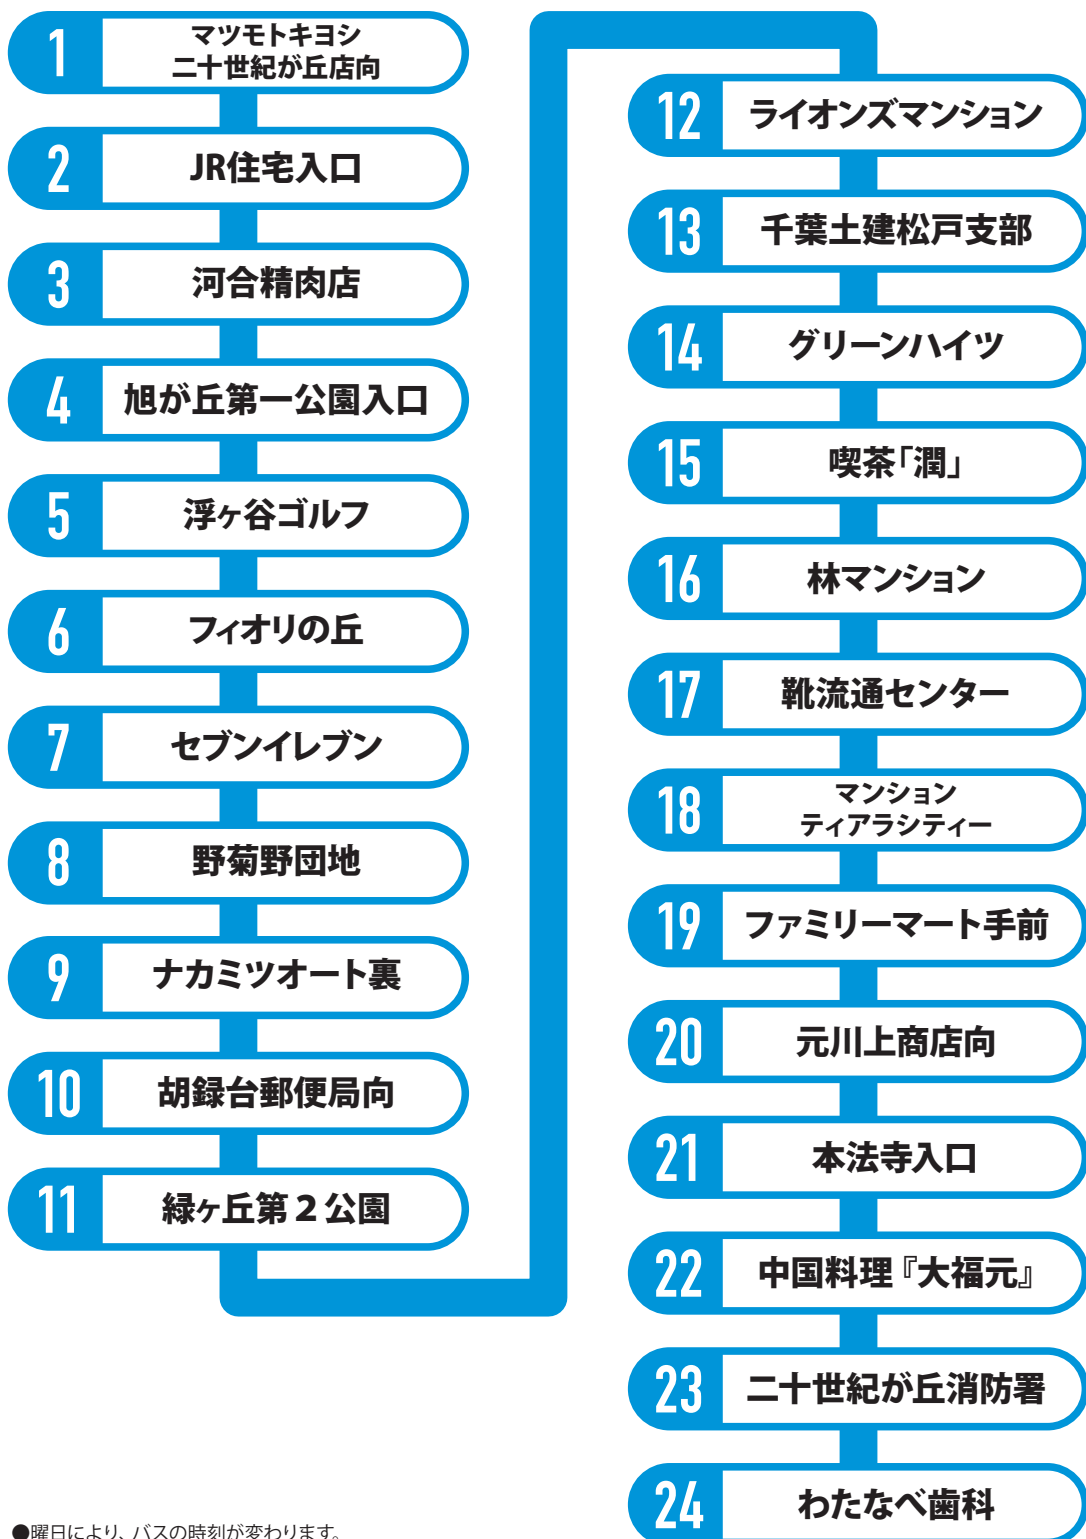 1
マツモトキヨシ
二十世紀が丘店向
2
JR住宅入口
3
河合精肉店
4
旭が丘第一公園入口
5
浮ヶ谷ゴルフ
6
フィオリの丘
7
セブンイレブン
8
野菊野団地
9
ナカミツオート裏
10
胡録台郵便局向
11
緑ヶ丘第2公園
12
ライオンズマンション
13
千葉土建松戸支部
14
グリーンハイツ
15
喫茶「潤」
16
林マンション
17
靴流通センター
18
マンション
ティアラシティー
19
ファミリーマート手前
20
元川上商店向
21
本法寺入口
22
中国料理『大福元』
23
二十世紀が丘消防署
24
わたなべ歯科
●曜日により、バスの時刻が変わります。